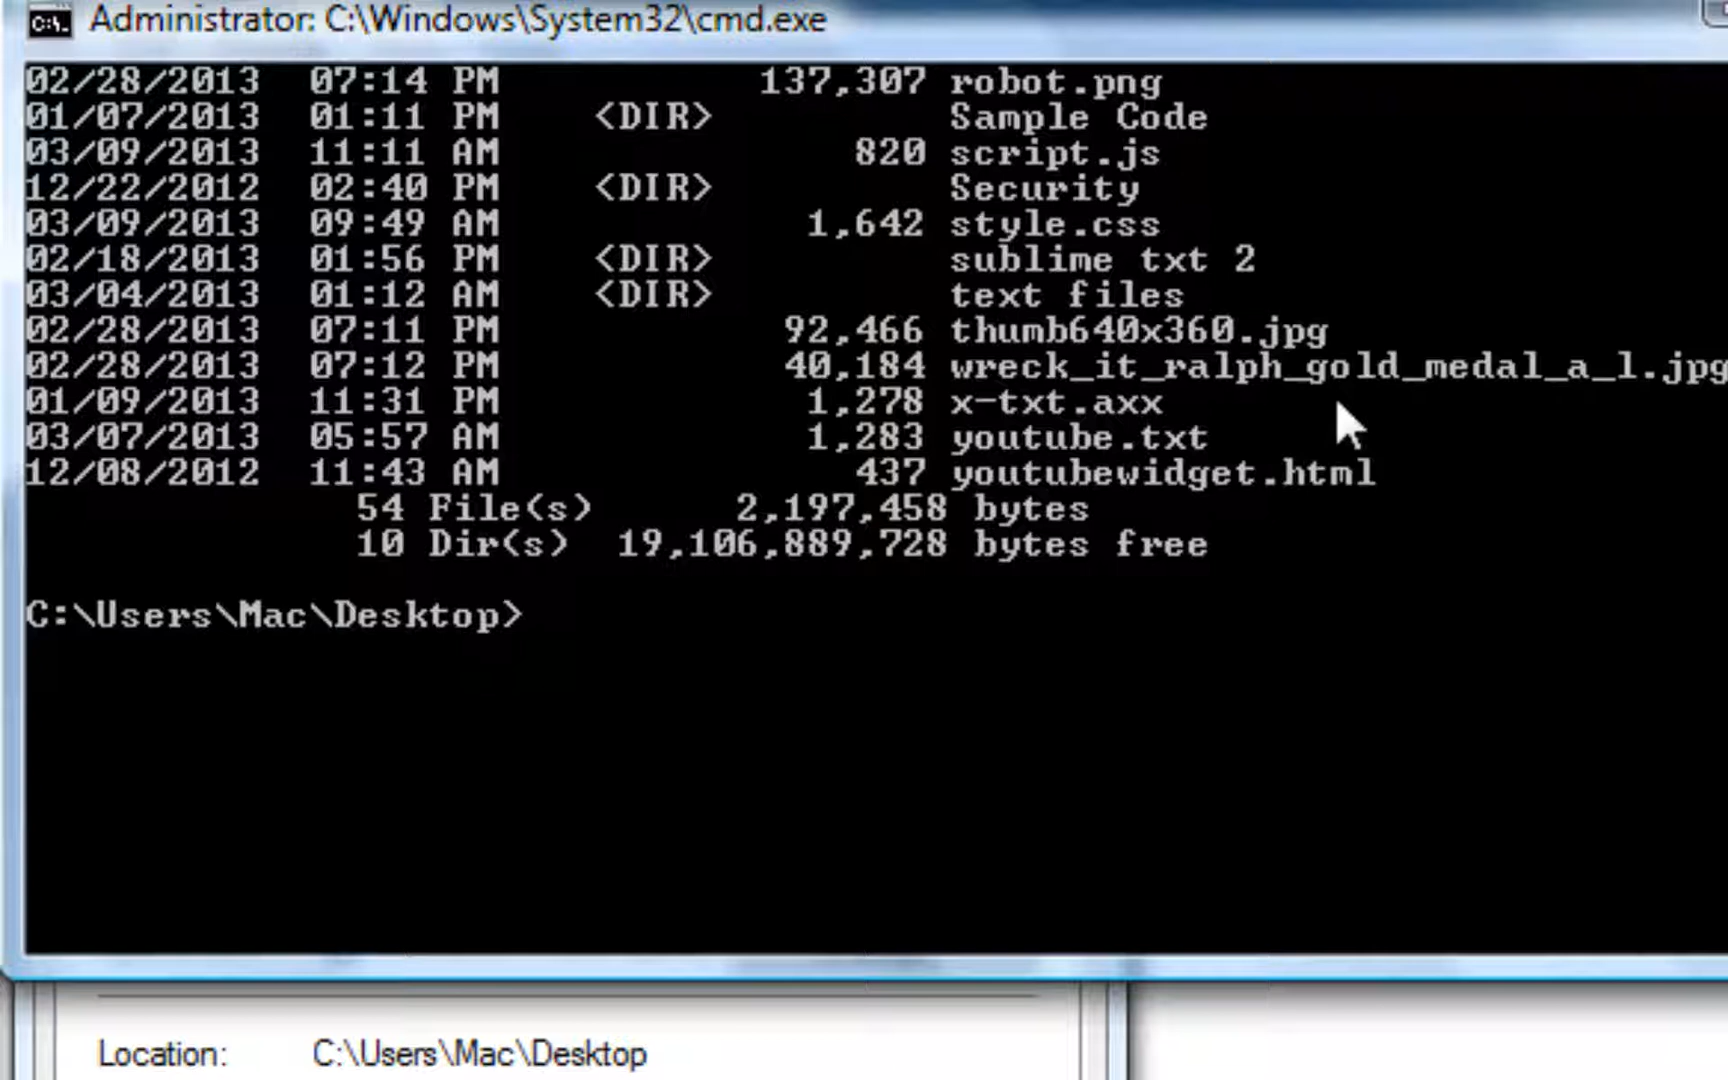 C:\. Administrator: C:\Windows\System32\cmd.exe
02/28/2013 07:14 PM 137,307 robot.png
01/07/2013 01:11 PM <DIR> Sample Code
03/09/2013 11:11 AM 820 script.js
12/22/2012 02:40 PM <DIR> Security
03/09/2013 09:49 AM 1,642 style.css
02/18/2013 01:56 PM <DIR> sublime txt 2
03/04/2013 01:12 AM <DIR> text files
02/28/2013 07:11 PM 92,466 thumb640x360.jpg
02/28/2013 07:12 PM 40,184 wreck_it_ralph_gold_medal_a_l.jpg
01/09/2013 11:31 PM 1,278 x-txt.axx
03/07/2013 05:57 AM 1,283 youtube.txt
12/08/2012 11:43 AM 437 youtubewidget.html
54 File(s) 2,197,458 bytes
10 Dir(s) 19,106,889,728 bytes free
C:\Users\Mac\Desktop>
Location: C:\Users\Mac\Desktop